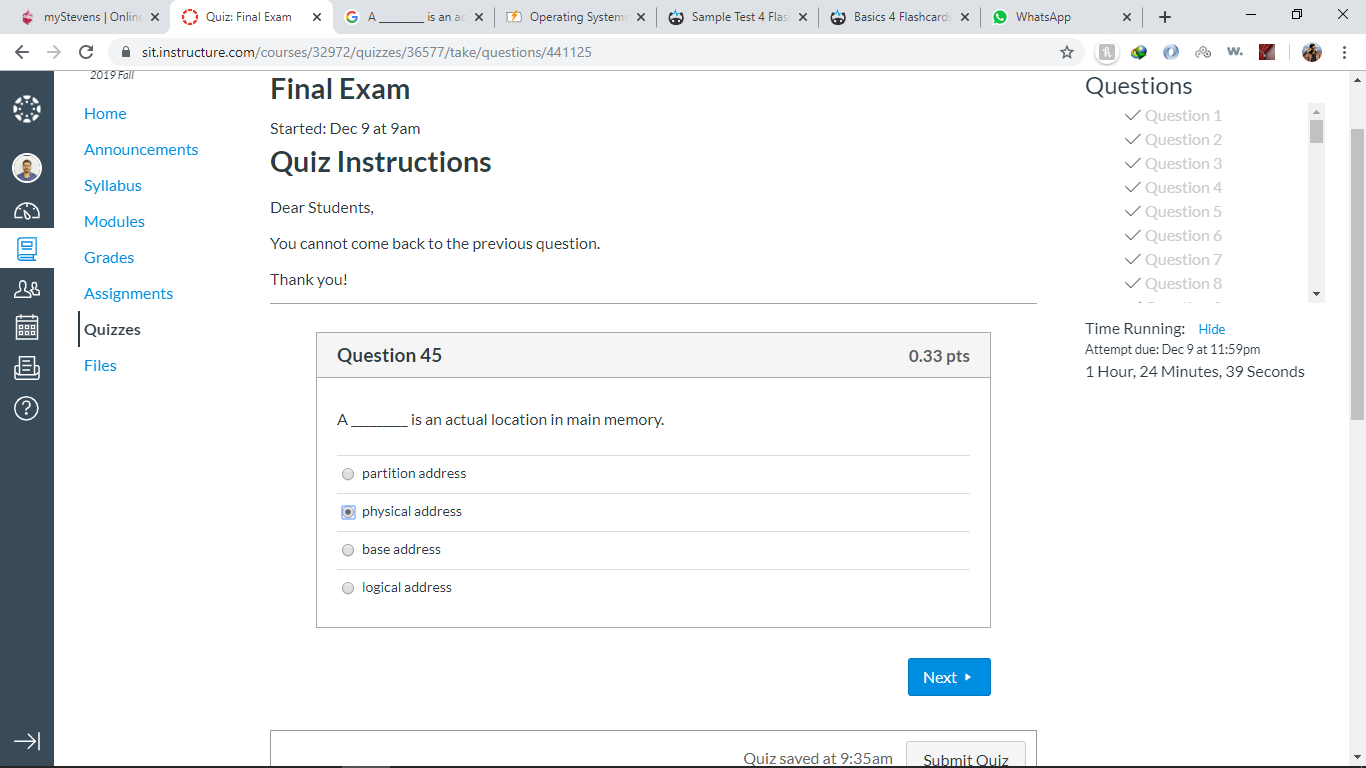 myStevens | Online
Quiz: Final Exam
A ________ is an ac
Operating Systems
Sample Test 4 Flas
Basics 4 Flashcards
WhatsApp
sit.instructure.com/courses/32972/quizzes/36577/take/questions/441125
2019 Fall
Home
Announcements
Syllabus
Modules
Grades
Assignments
Quizzes
Files
Final Exam
Started: Dec 9 at 9am
Quiz Instructions
Dear Students,
You cannot come back to the previous question.
Thank you!
Question 45 0.33 pts
A ________ is an actual location in main memory.
partition address
physical address
base address
logical address
Next
Quiz saved at 9:35am Submit Quiz
Questions
Question 1
Question 2
Question 3
Question 4
Question 5
Question 6
Question 7
Question 8
Time Running: Hide
Attempt due: Dec 9 at 11:59pm
1 Hour, 24 Minutes, 39 Seconds